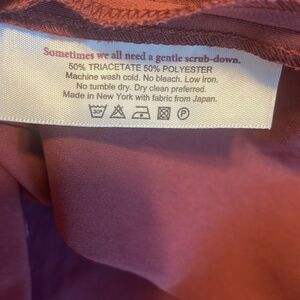 Sometimes we all need a gentle scrub-down.
50% TRIACETATE 50% POLYESTER
Machine wash cold. No bleach. Low iron.
No tumble dry. Dry clean preferred.
Made in New York with fabric from Japan.